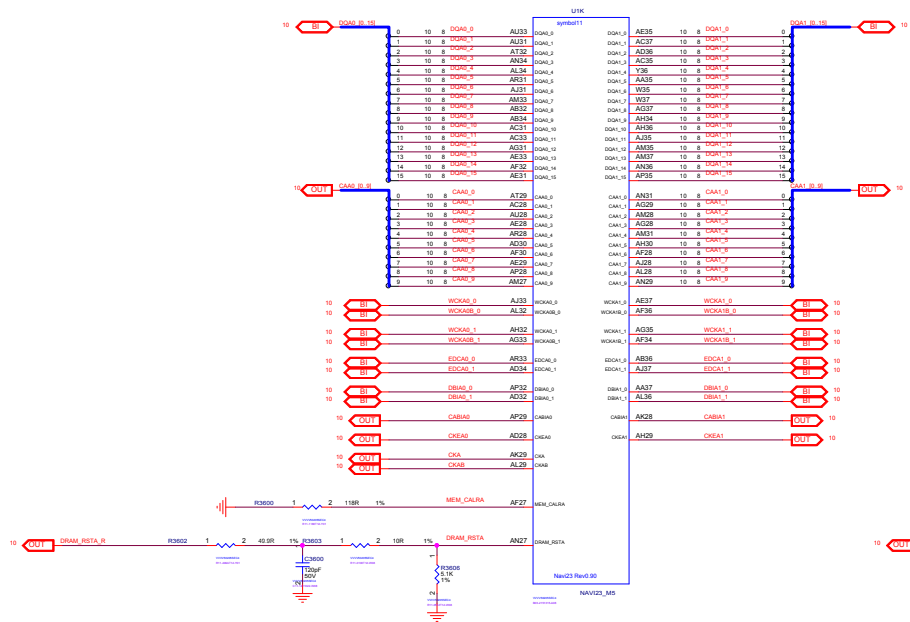 U1K
symbol11
10 BI DQA0_[0..15] DQA1_[0..15] BI 10
0 10 8 DQA0_0 AU33 DQA0_0 DQA1_0 AE35 10 8 DQA1_0 0
1 10 8 DQA0_1 AU31 DQA0_1 DQA1_1 AC37 10 8 DQA1_1 1
2 10 8 DQA0_2 AT32 DQA0_2 DQA1_2 AD36 10 8 DQA1_2 2
3 10 8 DQA0_3 AN34 DQA0_3 DQA1_3 AC35 10 8 DQA1_3 3
4 10 8 DQA0_4 AL34 DQA0_4 DQA1_4 Y36 10 8 DQA1_4 4
5 10 8 DQA0_5 AR31 DQA0_5 DQA1_5 AA35 10 8 DQA1_5 5
6 10 8 DQA0_6 AJ31 DQA0_6 DQA1_6 W35 10 8 DQA1_6 6
7 10 8 DQA0_7 AM33 DQA0_7 DQA1_7 W37 10 8 DQA1_7 7
8 10 8 DQA0_8 AB32 DQA0_8 DQA1_8 AG37 10 8 DQA1_8 8
9 10 8 DQA0_9 AB34 DQA0_9 DQA1_9 AH34 10 8 DQA1_9 9
10 10 8 DQA0_10 AC31 DQA0_10 DQA1_10 AH36 10 8 DQA1_10 10
11 10 8 DQA0_11 AC33 DQA0_11 DQA1_11 AJ35 10 8 DQA1_11 11
12 10 8 DQA0_12 AG31 DQA0_12 DQA1_12 AM35 10 8 DQA1_12 12
13 10 8 DQA0_13 AE33 DQA0_13 DQA1_13 AM37 10 8 DQA1_13 13
14 10 8 DQA0_14 AF32 DQA0_14 DQA1_14 AN36 10 8 DQA1_14 14
15 10 8 DQA0_15 AE31 DQA0_15 DQA1_15 AP35 10 8 DQA1_15 15
10 OUT CAA0_[0..9] CAA1_[0..9] OUT 10
0 10 8 CAA0_0 AT29 CAA0_0 CAA1_0 AN31 10 8 CAA1_0 0
1 10 8 CAA0_1 AC28 CAA0_1 CAA1_1 AG29 10 8 CAA1_1 1
2 10 8 CAA0_2 AU28 CAA0_2 CAA1_2 AM28 10 8 CAA1_2 2
3 10 8 CAA0_3 AE28 CAA0_3 CAA1_3 AG28 10 8 CAA1_3 3
4 10 8 CAA0_4 AR28 CAA0_4 CAA1_4 AM31 10 8 CAA1_4 4
5 10 8 CAA0_5 AD30 CAA0_5 CAA1_5 AH30 10 8 CAA1_5 5
6 10 8 CAA0_6 AF30 CAA0_6 CAA1_6 AF28 10 8 CAA1_6 6
7 10 8 CAA0_7 AE29 CAA0_7 CAA1_7 AJ28 10 8 CAA1_7 7
8 10 8 CAA0_8 AP28 CAA0_8 CAA1_8 AL28 10 8 CAA1_8 8
9 10 8 CAA0_9 AM27 CAA0_9 CAA1_9 AN29 10 8 CAA1_9 9
10 BI WCKA0_0 AJ33 WCKA0_0 WCKA1_0 AE37 WCKA1_0 BI 10
10 BI WCKA0B_0 AL32 WCKA0B_0 WCKA1B_0 AF36 WCKA1B_0 BI 10
10 BI WCKA0_1 AH32 WCKA0_1 WCKA1_1 AG35 WCKA1_1 BI 10
10 BI WCKA0B_1 AG33 WCKA0B_1 WCKA1B_1 AF34 WCKA1B_1 BI 10
10 BI EDCA0_0 AR33 EDCA0_0 EDCA1_0 AB36 EDCA1_0 BI 10
10 BI EDCA0_1 AD34 EDCA0_1 EDCA1_1 AJ37 EDCA1_1 BI 10
10 BI DBIA0_0 AP32 DBIA0_0 DBIA1_0 AA37 DBIA1_0 BI 10
10 BI DBIA0_1 AD32 DBIA0_1 DBIA1_1 AL36 DBIA1_1 BI 10
10 OUT CABIA0 AP29 CABIA0 CABIA1 AK28 CABIA1 OUT 10
10 OUT CKEA0 AD28 CKEA0 CKEA1 AH29 CKEA1 OUT 10
10 OUT CKA AK29 CKA
10 OUT CKAB AL29 CKAB
R3600 1 2 118R 1% MEM_CALRA AF27 MEM_CALRA
10 OUT DRAM_RSTA_R R3602 1 2 49.9R 1% R3603 1 2 10R 1% DRAM_RSTA AN27 DRAM_RSTA 10 OUT
C3600
120pF
50V
2
1
R3606
5.1K
1%
2
Navi23 Rev0.90
NAVI23_M5